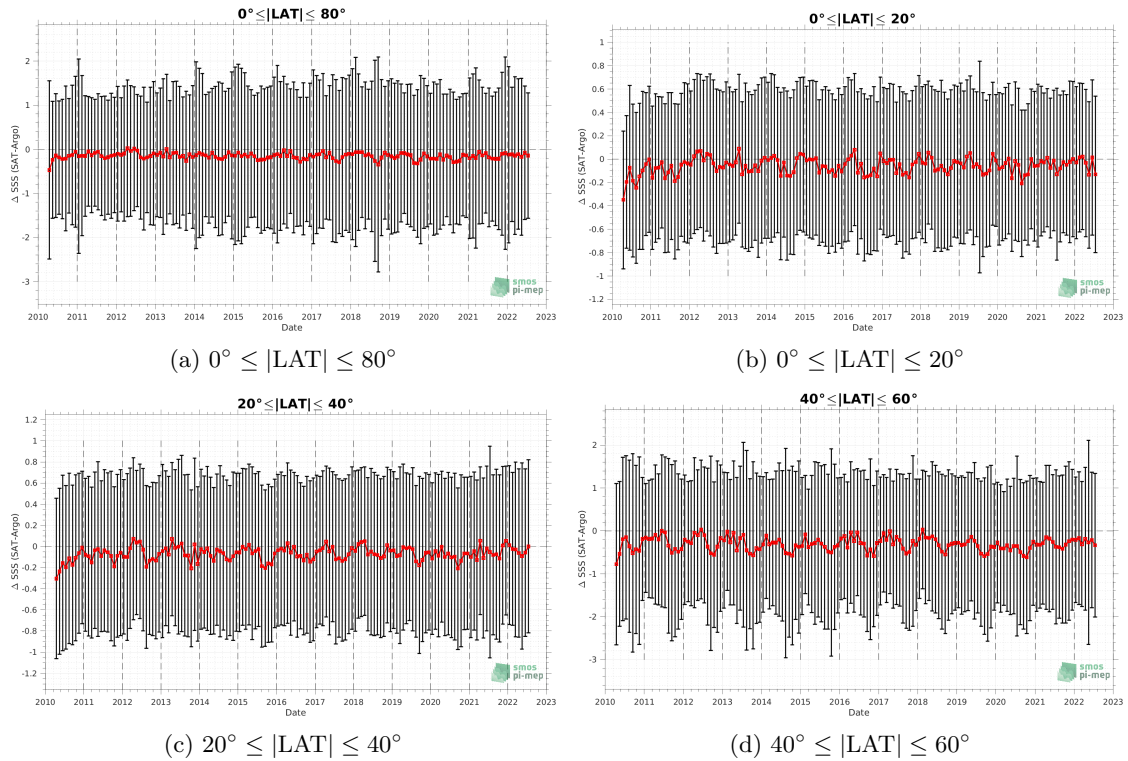 0°≤|LAT|≤ 80°
2
1
0
-1
-2
-3
Δ SSS (SAT-Argo)
2010 2011 2012 2013 2014 2015 2016 2017 2018 2019 2020 2021 2022 2023
Date
smos
pi-mep
(a) 0° ≤ |LAT| ≤ 80°
0°≤|LAT|≤ 20°
1
0.8
0.6
0.4
0.2
0
-0.2
-0.4
-0.6
-0.8
-1
-1.2
Δ SSS (SAT-Argo)
2010 2011 2012 2013 2014 2015 2016 2017 2018 2019 2020 2021 2022 2023
Date
smos
pi-mep
(b) 0° ≤ |LAT| ≤ 20°
20°≤|LAT|≤ 40°
1.2
1
0.8
0.6
0.4
0.2
0
-0.2
-0.4
-0.6
-0.8
-1
-1.2
Δ SSS (SAT-Argo)
2010 2011 2012 2013 2014 2015 2016 2017 2018 2019 2020 2021 2022 2023
Date
smos
pi-mep
(c) 20° ≤ |LAT| ≤ 40°
40°≤|LAT|≤ 60°
2
1
0
-1
-2
-3
Δ SSS (SAT-Argo)
2010 2011 2012 2013 2014 2015 2016 2017 2018 2019 2020 2021 2022 2023
Date
smos
pi-mep
(d) 40° ≤ |LAT| ≤ 60°